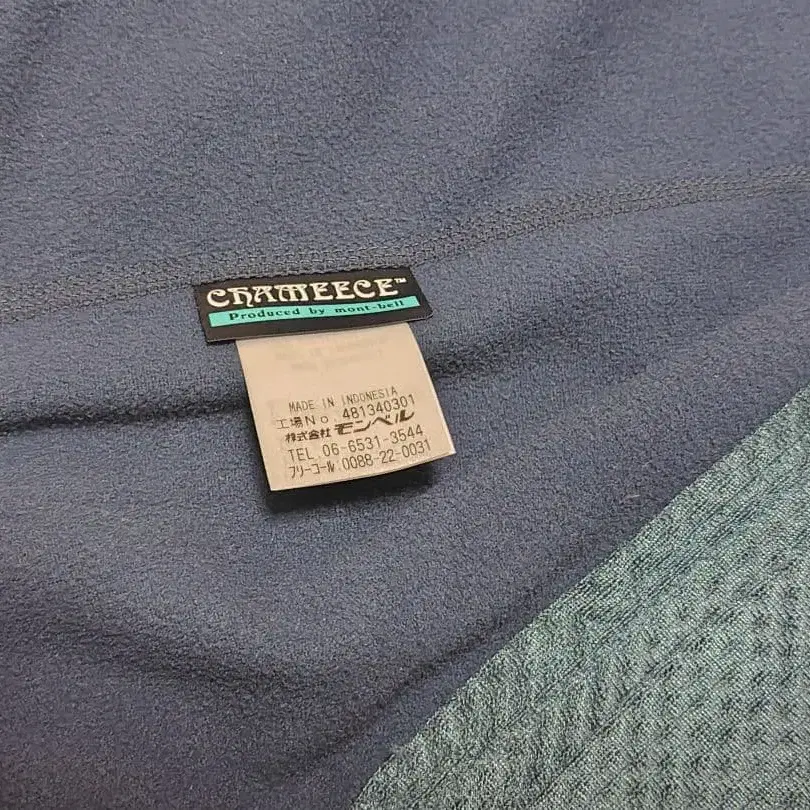 CHAMEECE™
Produced by mont-bell
MADE IN INDONESIA
工場No. 481340301
株式会社 モンベル
TEL.06-6531-3544
フリーコール:0088-22-0031